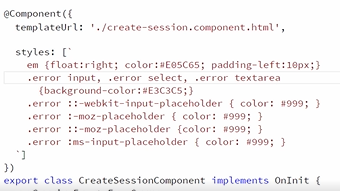 @Component({
templateUrl: './create-session.component.html',
styles: [`
em {float:right; color:#E05C65; padding-left:10px;}
.error input, .error select, .error textarea
{background-color:#E3C3C5;}
.error ::-webkit-input-placeholder { color: #999; }
.error :-moz-placeholder { color: #999; }
.error ::-moz-placeholder {color: #999; }
.error :ms-input-placeholder { color: #999; }
`]
})
export class CreateSessionComponent implements OnInit {